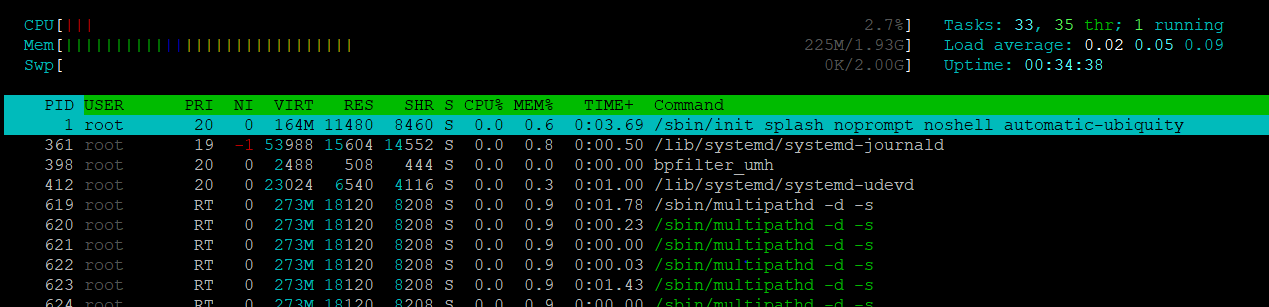 CPU[||| 2.7%] Tasks: 33, 35 thr; 1 running
Mem[||||||||||||||||||||||||||||| 225M/1.93G] Load average: 0.02 0.05 0.09
Swp[ 0K/2.00G] Uptime: 00:34:38
PID USER PRI NI VIRT RES SHR S CPU% MEM% TIME+ Command
1 root 20 0 164M 11480 8460 S 0.0 0.6 0:03.69 /sbin/init splash noprompt noshell automatic-ubiquity
361 root 19 -1 53988 15604 14552 S 0.0 0.8 0:00.50 /lib/systemd/systemd-journald
398 root 20 0 2488 508 444 S 0.0 0.0 0:00.00 bpfilter_umh
412 root 20 0 23024 6540 4116 S 0.0 0.3 0:01.00 /lib/systemd/systemd-udevd
619 root RT 0 273M 18120 8208 S 0.0 0.9 0:01.78 /sbin/multipathd -d -s
620 root RT 0 273M 18120 8208 S 0.0 0.9 0:00.23 /sbin/multipathd -d -s
621 root RT 0 273M 18120 8208 S 0.0 0.9 0:00.00 /sbin/multipathd -d -s
622 root RT 0 273M 18120 8208 S 0.0 0.9 0:00.03 /sbin/multipathd -d -s
623 root RT 0 273M 18120 8208 S 0.0 0.9 0:01.43 /sbin/multipathd -d -s
624 root RT 0 273M 18120 8208 S 0.0 0.9 0:00.00 /sbin/multipathd -d -s